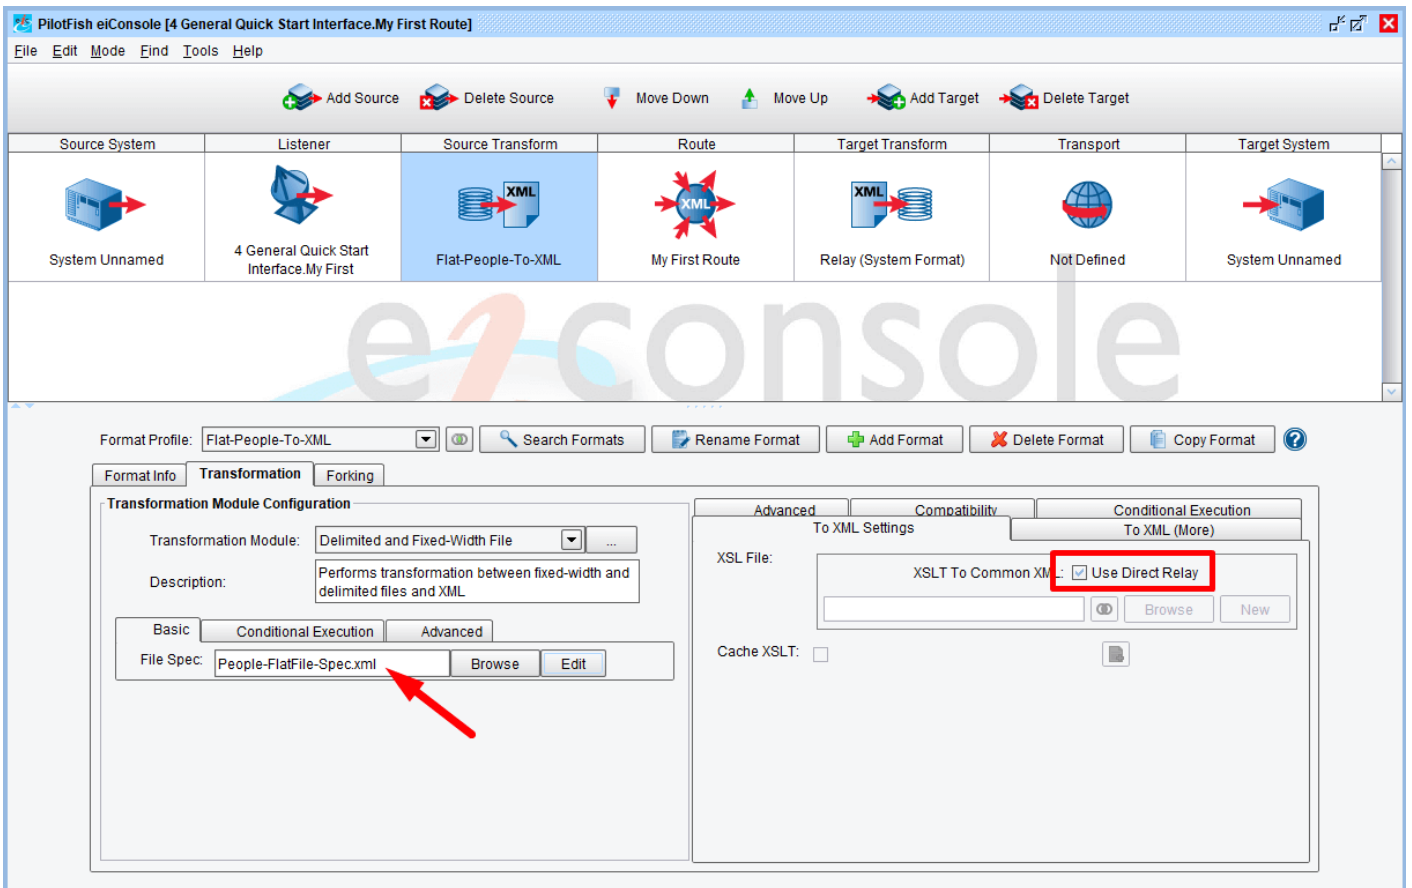 PilotFish eiConsole [4 General Quick Start Interface.My First Route]
File Edit Mode Find Tools Help
Add Source Delete Source Move Down Move Up Add Target Delete Target
Source System Listener Source Transform Route Target Transform Transport Target System
XML XML XML
System Unnamed 4 General Quick Start Interface.My First Flat-People-To-XML My First Route Relay (System Format) Not Defined System Unnamed
eiconsole
Format Profile: Flat-People-To-XML Search Formats Rename Format Add Format Delete Format Copy Format ?
Format Info Transformation Forking
Transformation Module Configuration
Transformation Module: Delimited and Fixed-Width File ...
Description: Performs transformation between fixed-width and
delimited files and XML
Basic Conditional Execution Advanced
File Spec: People-FlatFile-Spec.xml Browse Edit
Advanced Compatibility Conditional Execution
To XML Settings To XML (More)
XSL File: XSLT To Common XML: Use Direct Relay
Browse New
Cache XSLT: